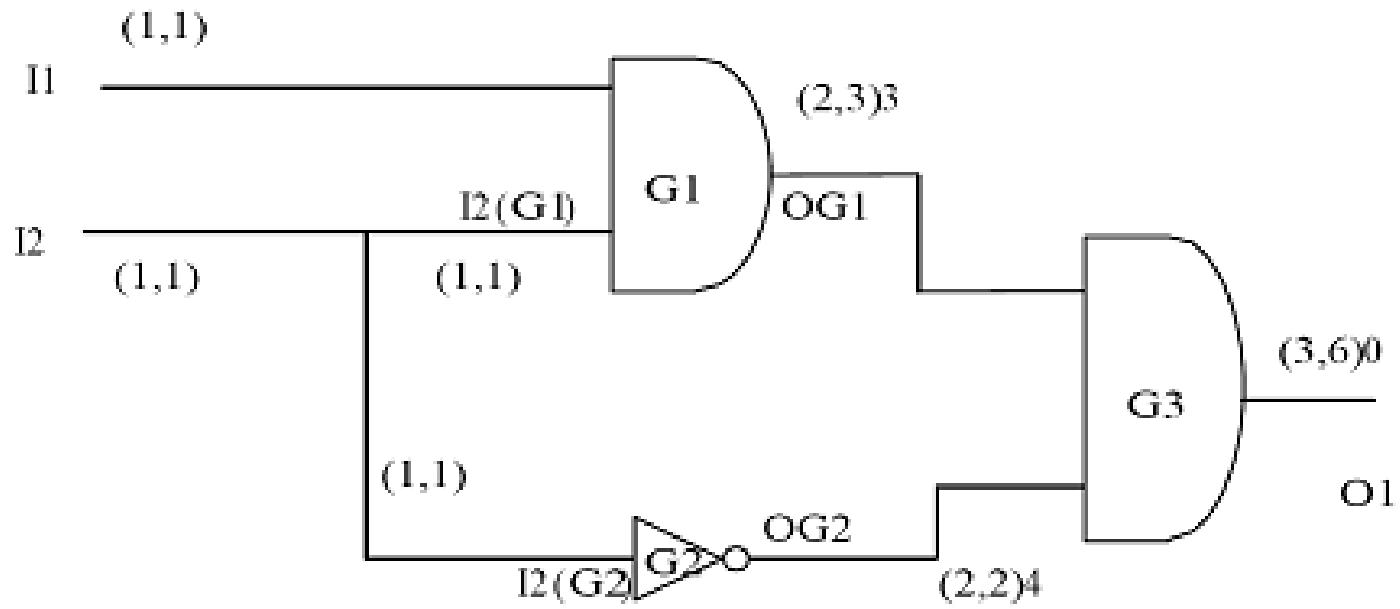 (1,1)
I1
(2,3)3
G1
I2(G1)
OG1
I2
(1,1)
(1,1)
(3,6)0
G3
(1,1)
O1
OG2
G2
I2(G2)
(2,2)4